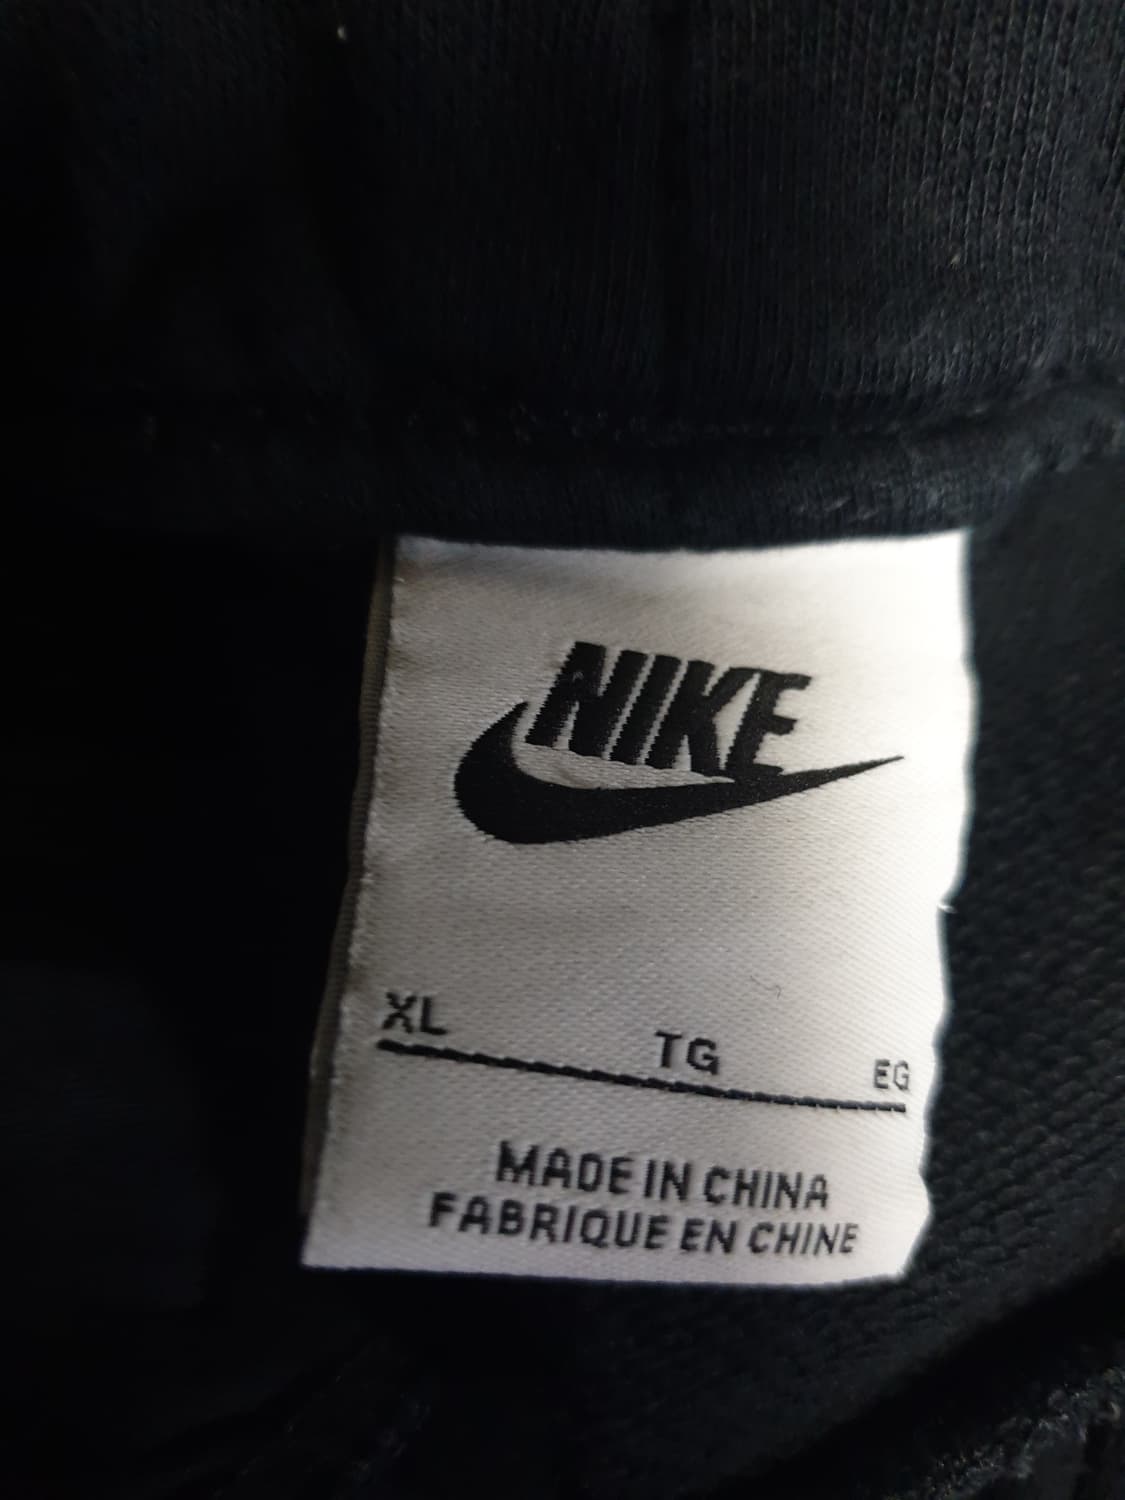 NIKE
XL TG EG
MADE IN CHINA
FABRIQUE EN CHINE